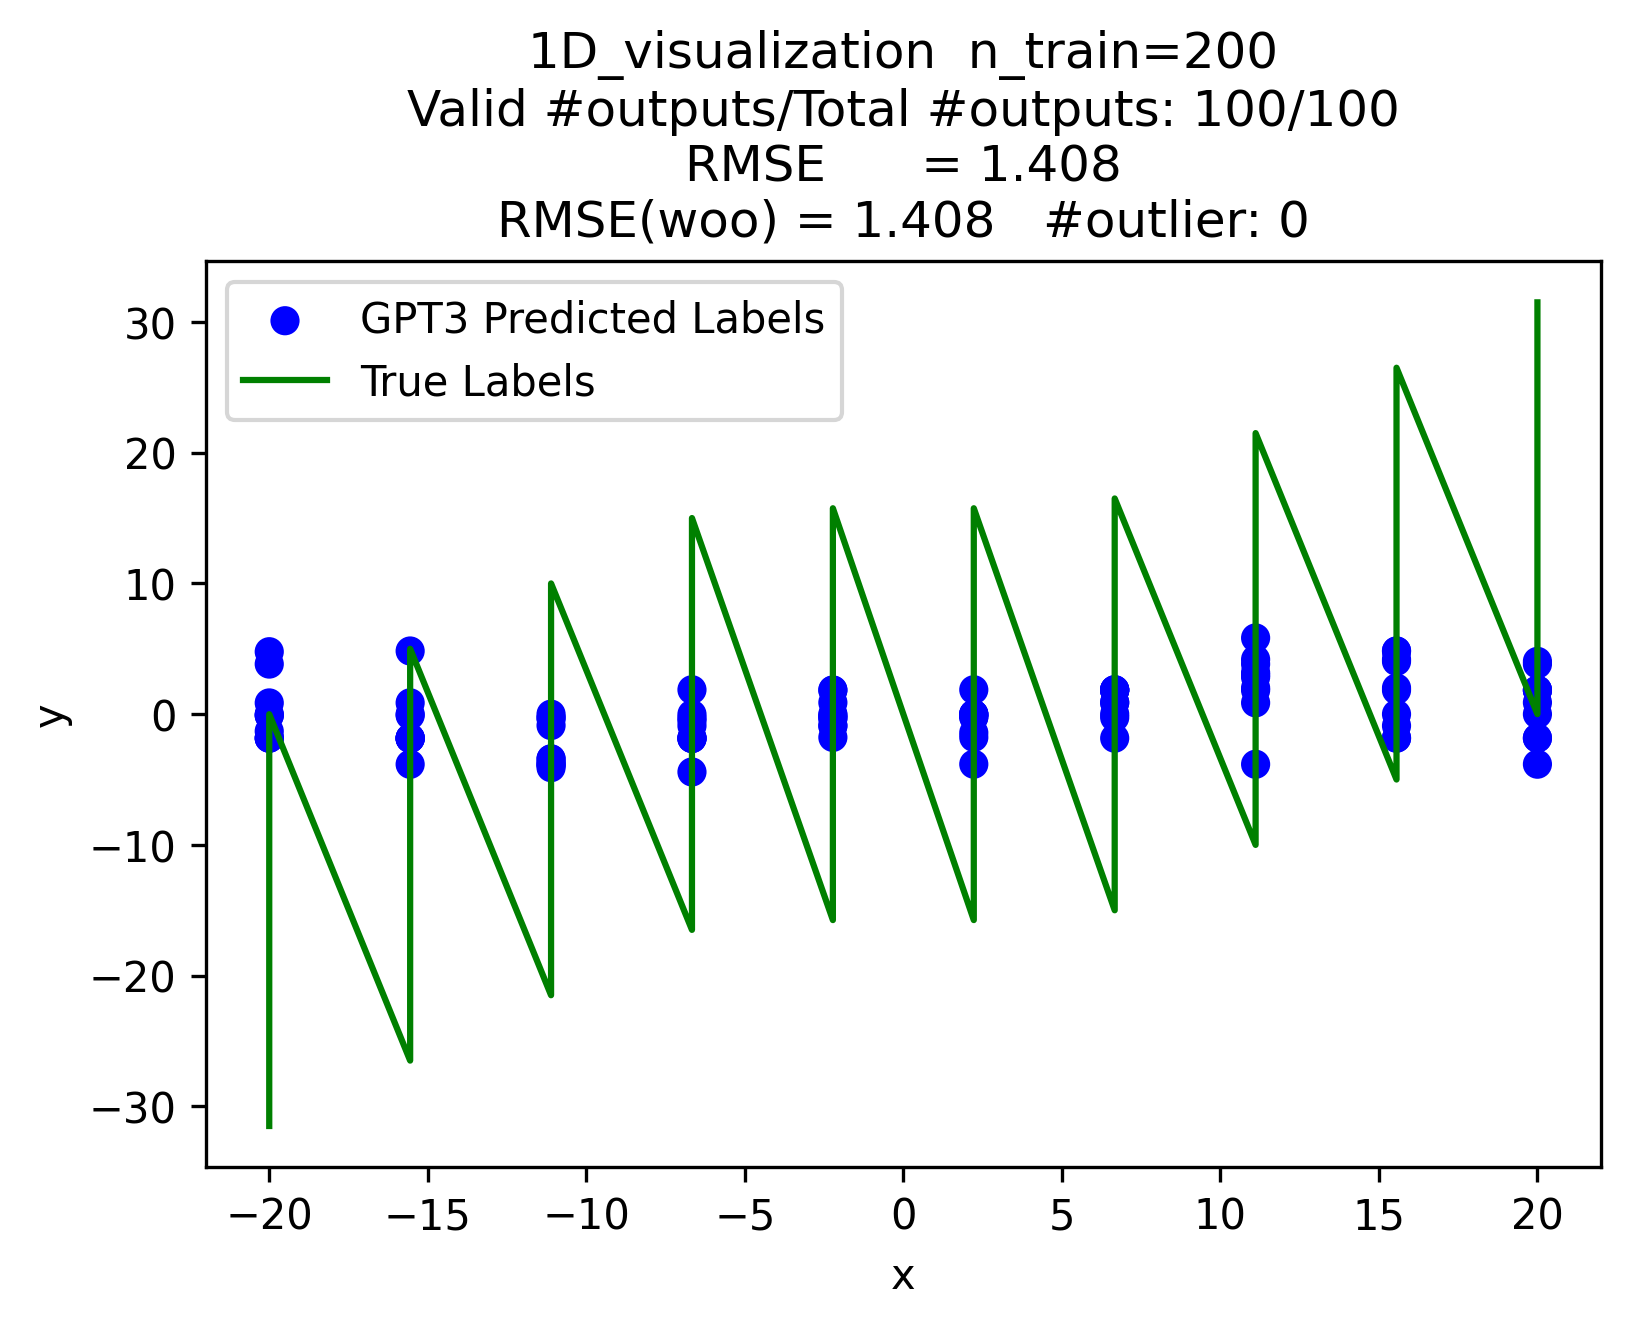 1D_visualization  n_train=200
Valid #outputs/Total #outputs: 100/100
RMSE      = 1.408
RMSE(woo) = 1.408   #outlier: 0
GPT3 Predicted Labels
True Labels
30
20
10
0
−10
−20
−30
y
−20 −15 −10 −5 0 5 10 15 20
x